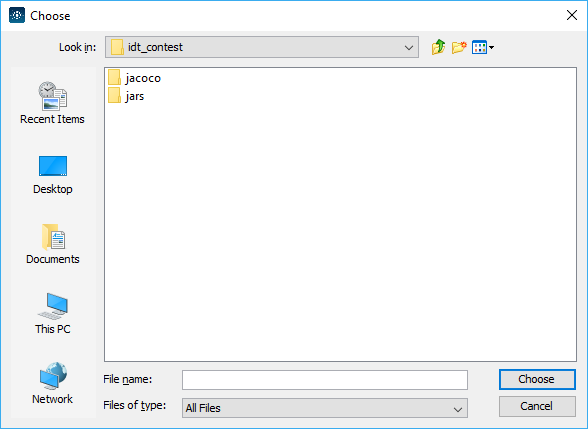 Choose
Look in:
idt_contest
Recent Items
Desktop
Documents
This PC
Network
jacoco
jars
File name:
Choose
Files of type:
All Files
Cancel